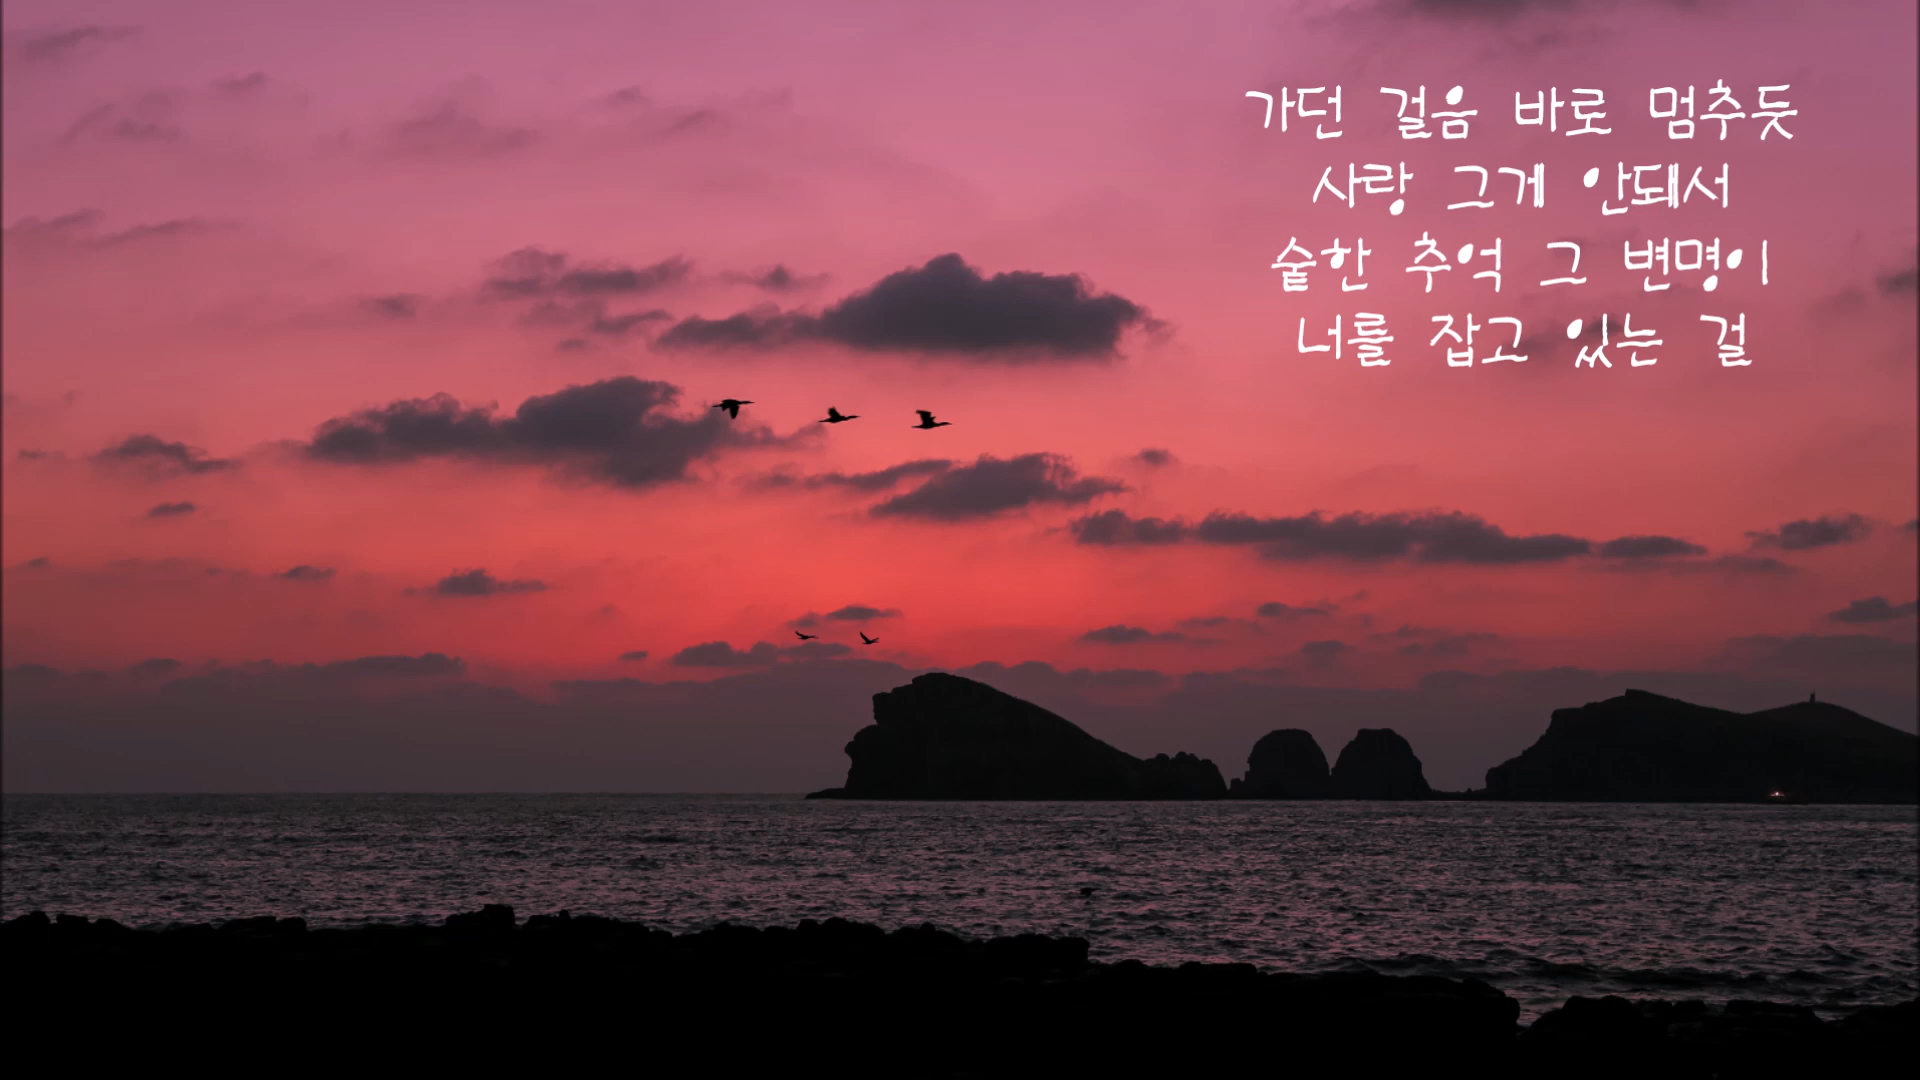 가던 걸음 바로 멈추듯
사랑 그게 안돼서
숱한 추억 그 변명이
너를 잡고 있는 걸